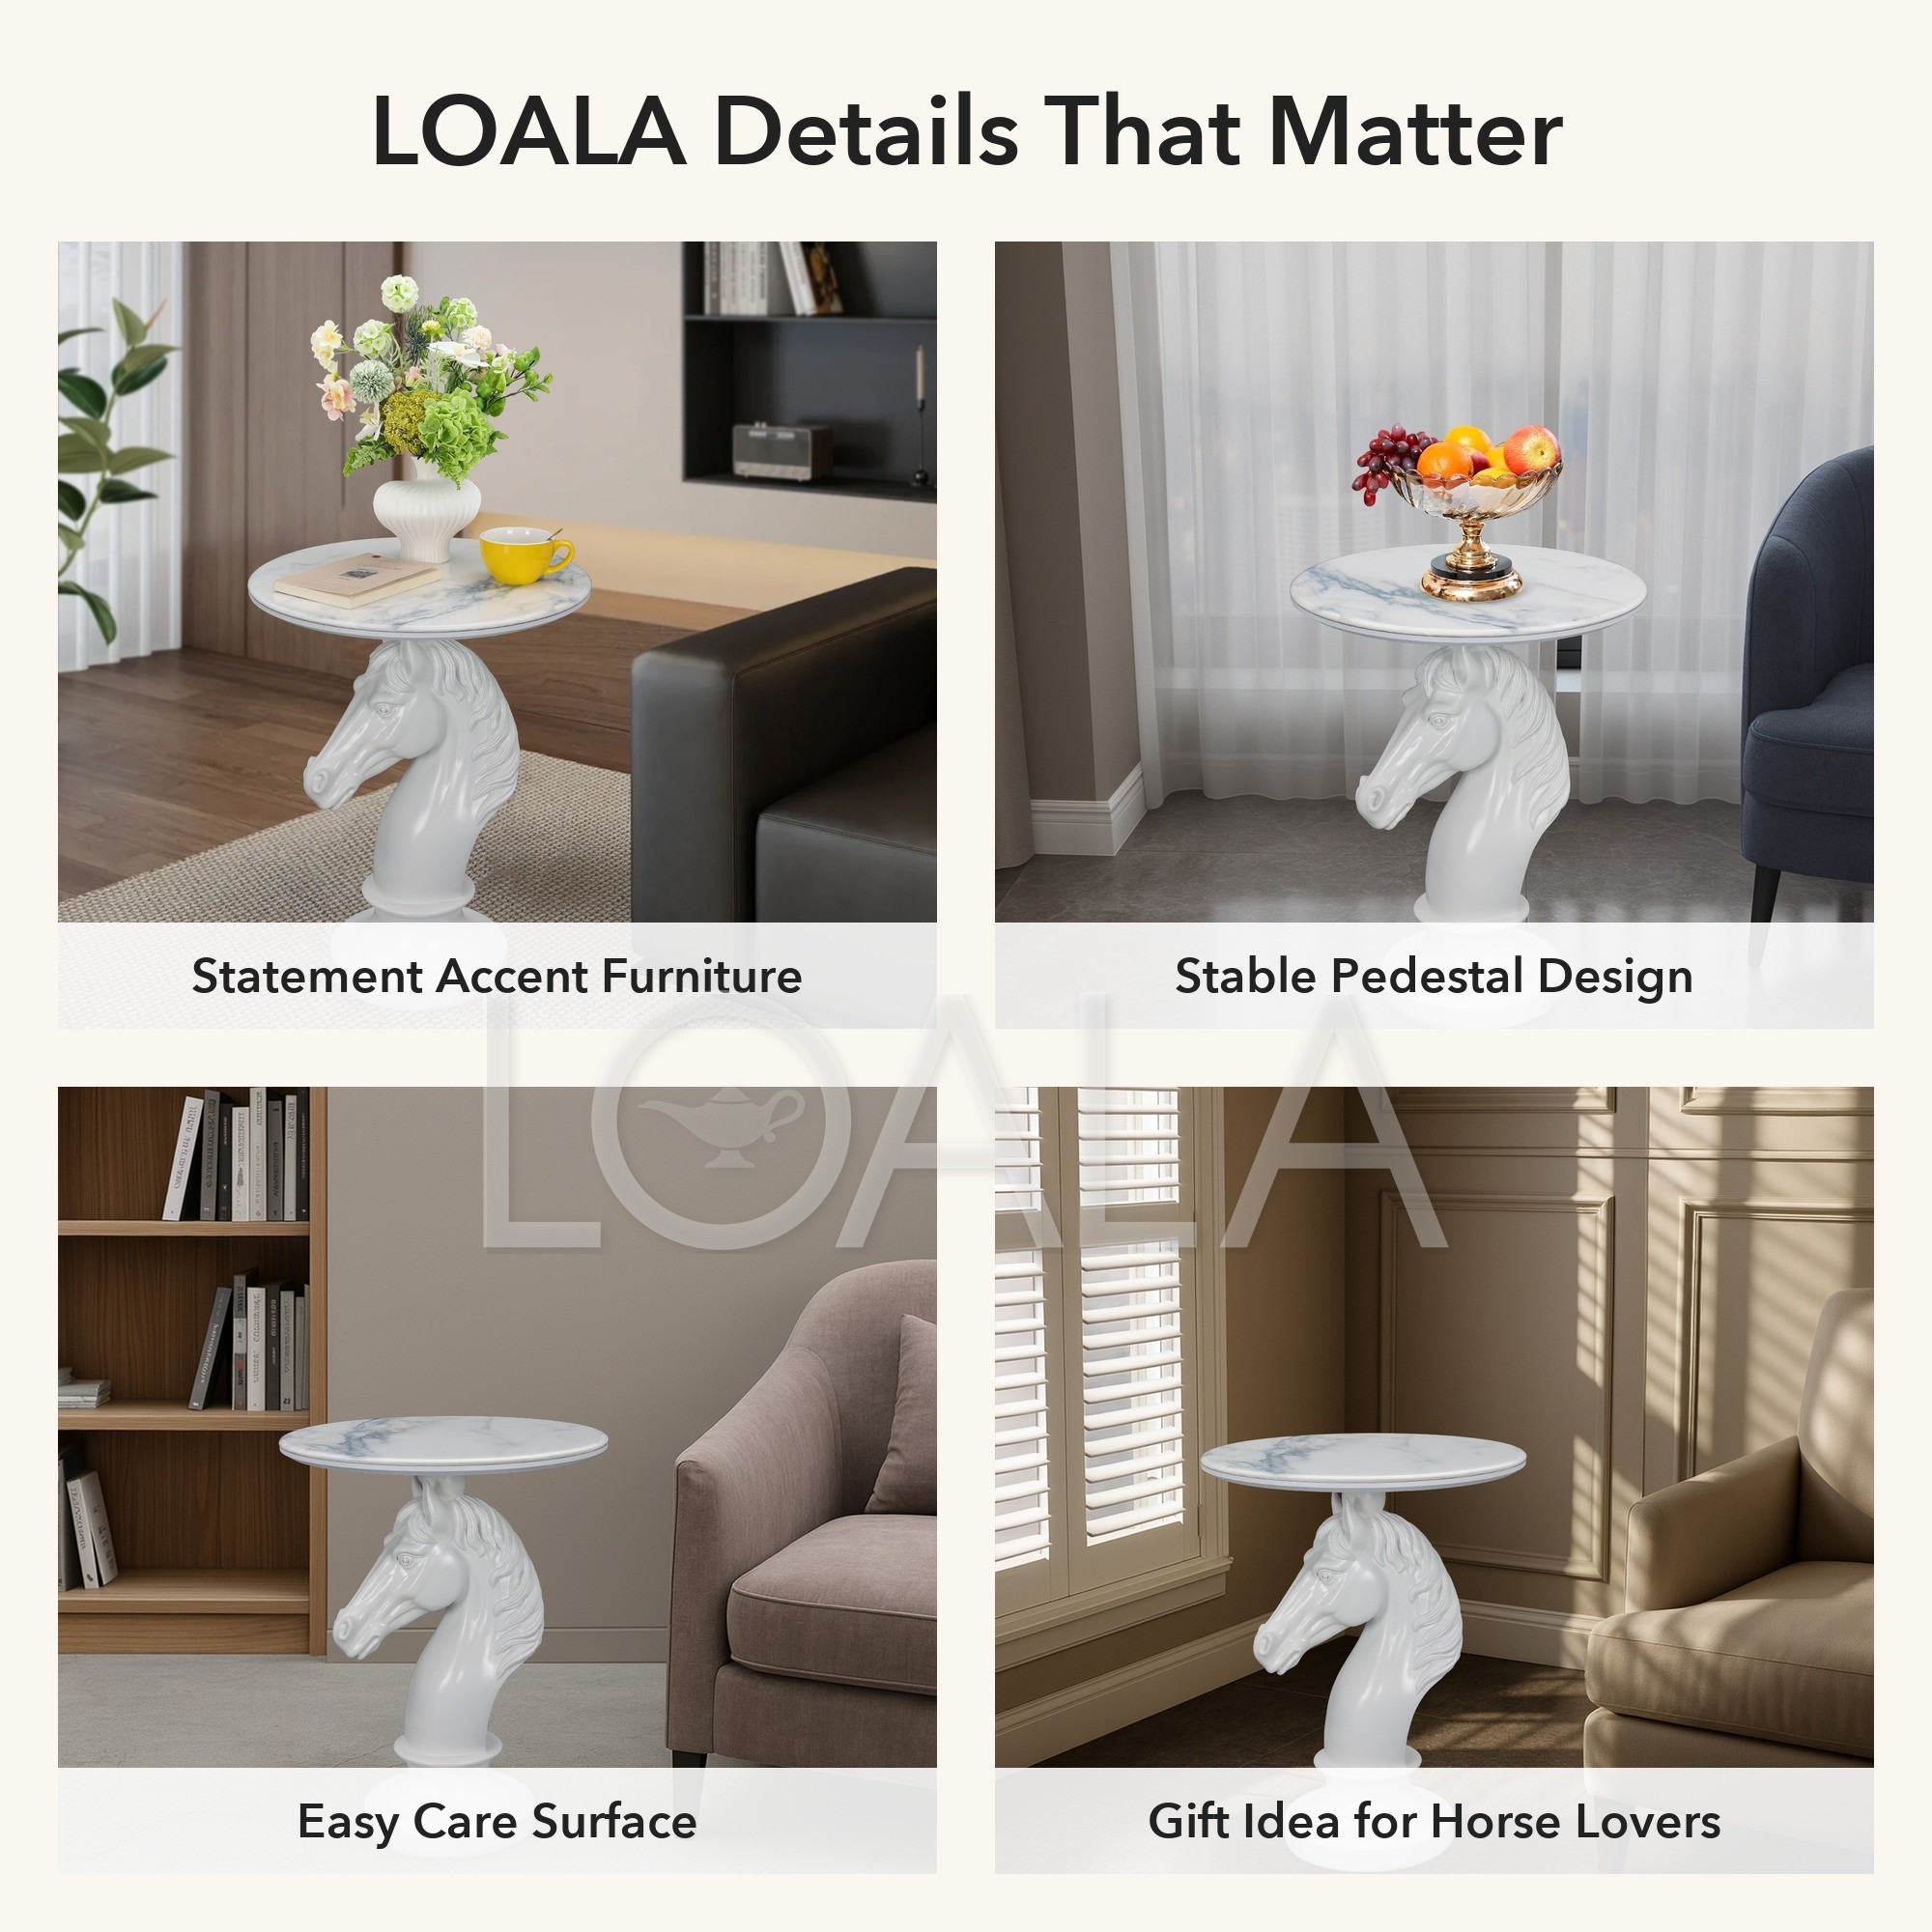 LOALA Details That Matter
Statement Accent Furniture
Stable Pedestal Design
LOALA
Easy Care Surface
Gift Idea for Horse Lovers